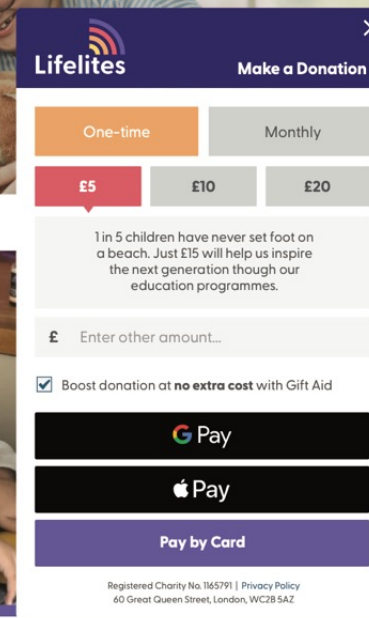 Lifelites
Make a Donation
One-time Monthly
£5 £10 £20
1 in 5 children have never set foot on
a beach. Just £15 will help us inspire
the next generation though our
education programmes.
£ Enter other amount...
Boost donation at no extra cost with Gift Aid
G Pay
Pay
Pay by Card
Registered Charity No. 1165791 | Privacy Policy
60 Great Queen Street, London, WC2B 5AZ